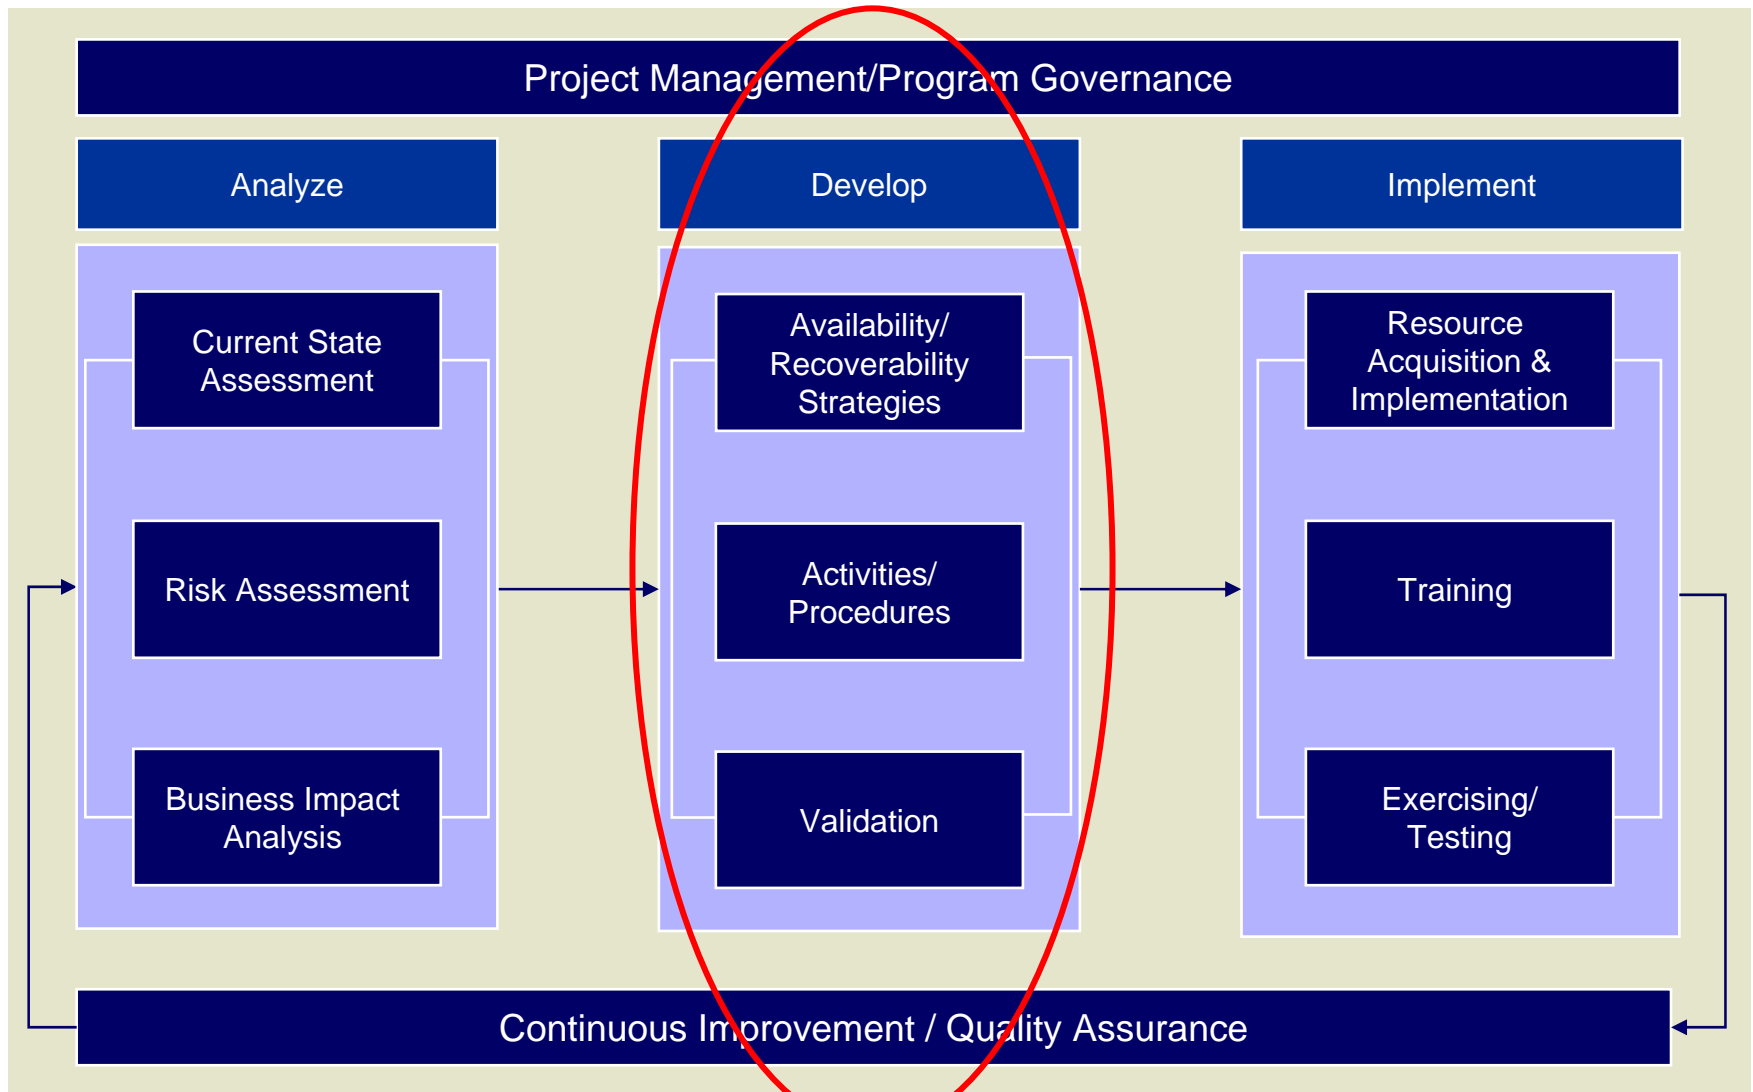 Project Management/Program Governance
Analyze
Current State
Assessment
Risk Assessment
Business Impact
Analysis
Develop
Availability/
Recoverability
Strategies
Activities/
Procedures
Validation
Implement
Resource
Acquisition &
Implementation
Training
Exercising/
Testing
Continuous Improvement / Quality Assurance